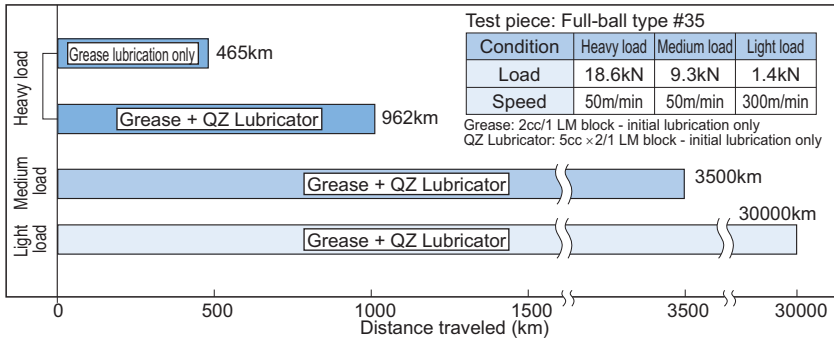 Test piece: Full-ball type #35
Condition Heavy load Medium load Light load
Load 18.6kN 9.3kN 1.4kN
Speed 50m/min 50m/min 300m/min
Grease: 2cc/1 LM block - initial lubrication only
QZ Lubricator: 5cc ×2/1 LM block - initial lubrication only
Heavy load
Grease lubrication only 465km
Grease + QZ Lubricator 962km
Medium
load
Grease + QZ Lubricator 3500km
Light
load
Grease + QZ Lubricator 30000km
0 500 1000 1500 3500 30000
Distance traveled (km)